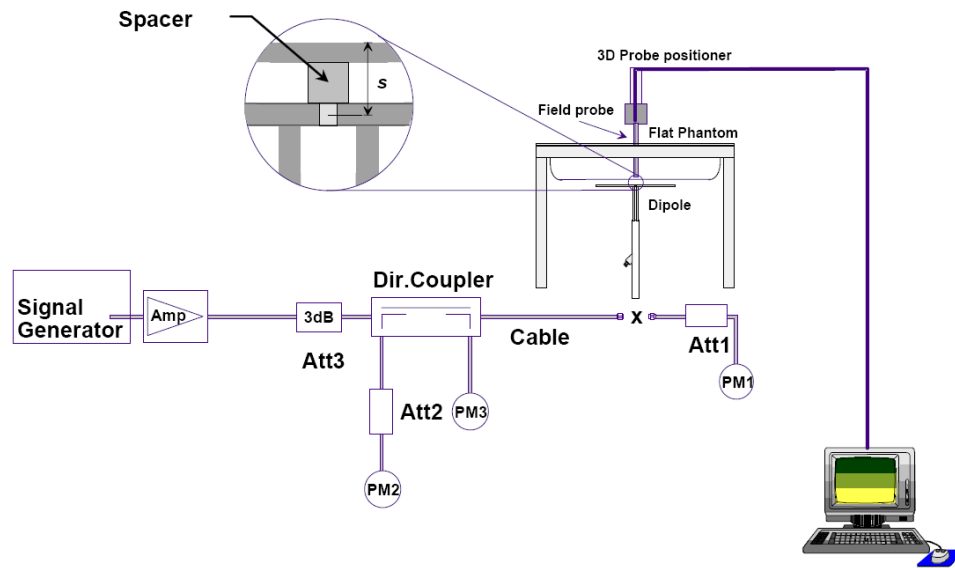 Spacer
s
3D Probe positioner
Field probe
Flat Phantom
Dipole
Signal
Generator
Amp
3dB
Att3
Dir.Coupler
Cable
x
Att1
PM1
Att2
PM3
PM2